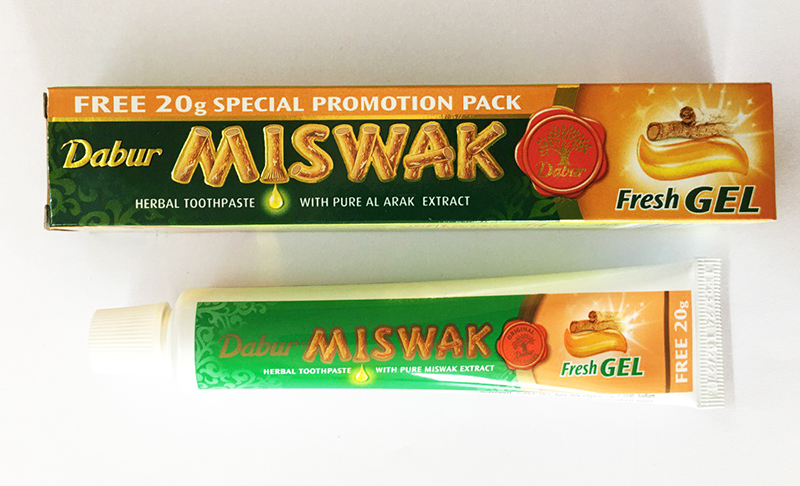 FREE 20g SPECIAL PROMOTION PACK
Dabur MISWAK
HERBAL TOOTHPASTE WITH PURE AL ARAK EXTRACT
Dabur
Fresh GEL
Dabur MISWAK
HERBAL TOOTHPASTE WITH PURE MISWAK EXTRACT
ORIGINAL
Fresh GEL
FREE 20g